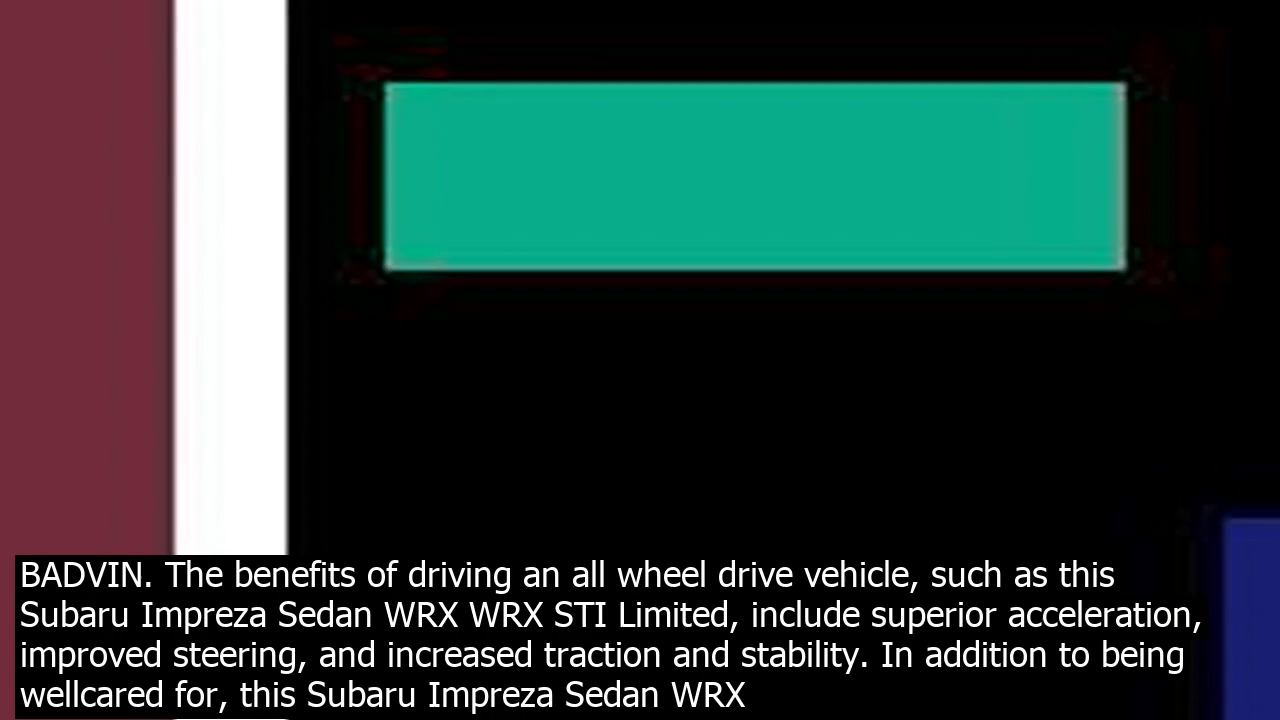 BADVIN. The benefits of driving an all wheel drive vehicle, such as this
Subaru Impreza Sedan WRX WRX STI Limited, include superior acceleration,
improved steering, and increased traction and stability. In addition to being
wellcared for, this Subaru Impreza Sedan WRX